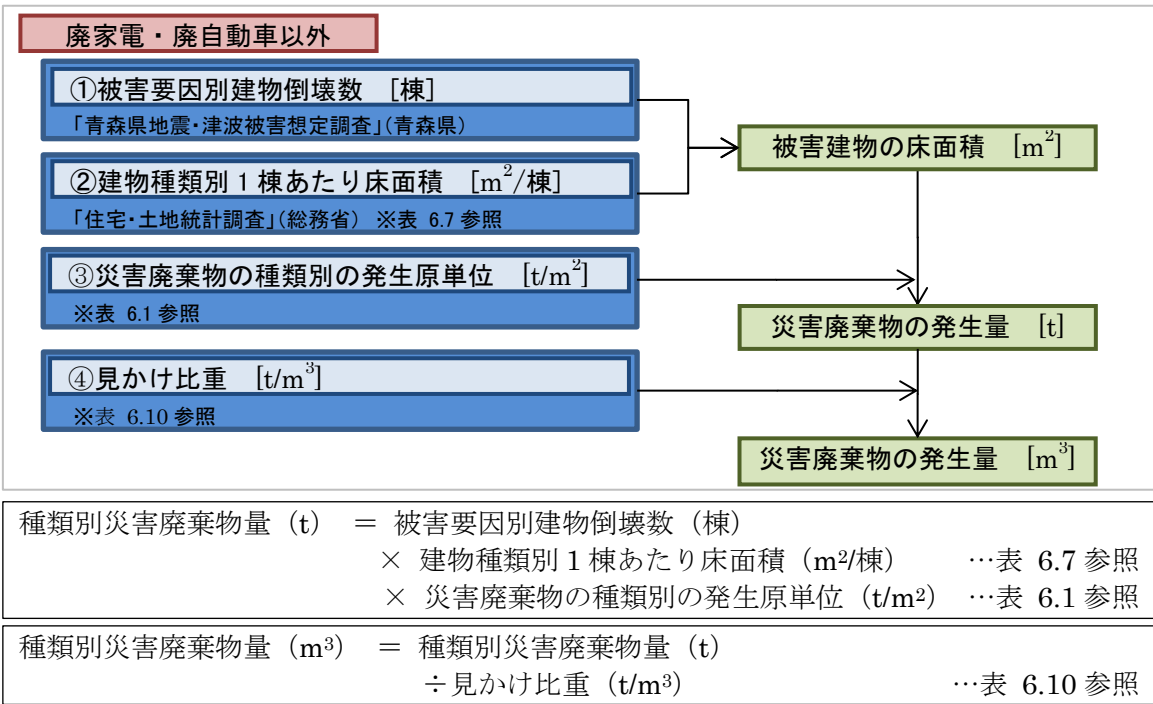 廃家電・廃自動車以外
①被害要因別建物倒壊数 [棟]
「青森県地震・津波被害想定調査」(青森県)
②建物種類別1棟あたり床面積 [m²/棟]
「住宅・土地統計調査」(総務省) ※表 6.7 参照
③災害廃棄物の種類別の発生原単位 [t/m²]
※表 6.1 参照
④見かけ比重 [t/m³]
※表 6.10 参照
被害建物の床面積 [m²]
災害廃棄物の発生量 [t]
災害廃棄物の発生量 [m³]
種類別災害廃棄物量(t) = 被害要因別建物倒壊数(棟)
× 建物種類別1棟あたり床面積(m²/棟) …表 6.7 参照
× 災害廃棄物の種類別の発生原単位(t/m²) …表 6.1 参照
種類別災害廃棄物量(m³) = 種類別災害廃棄物量(t)
÷見かけ比重(t/m³) …表 6.10 参照